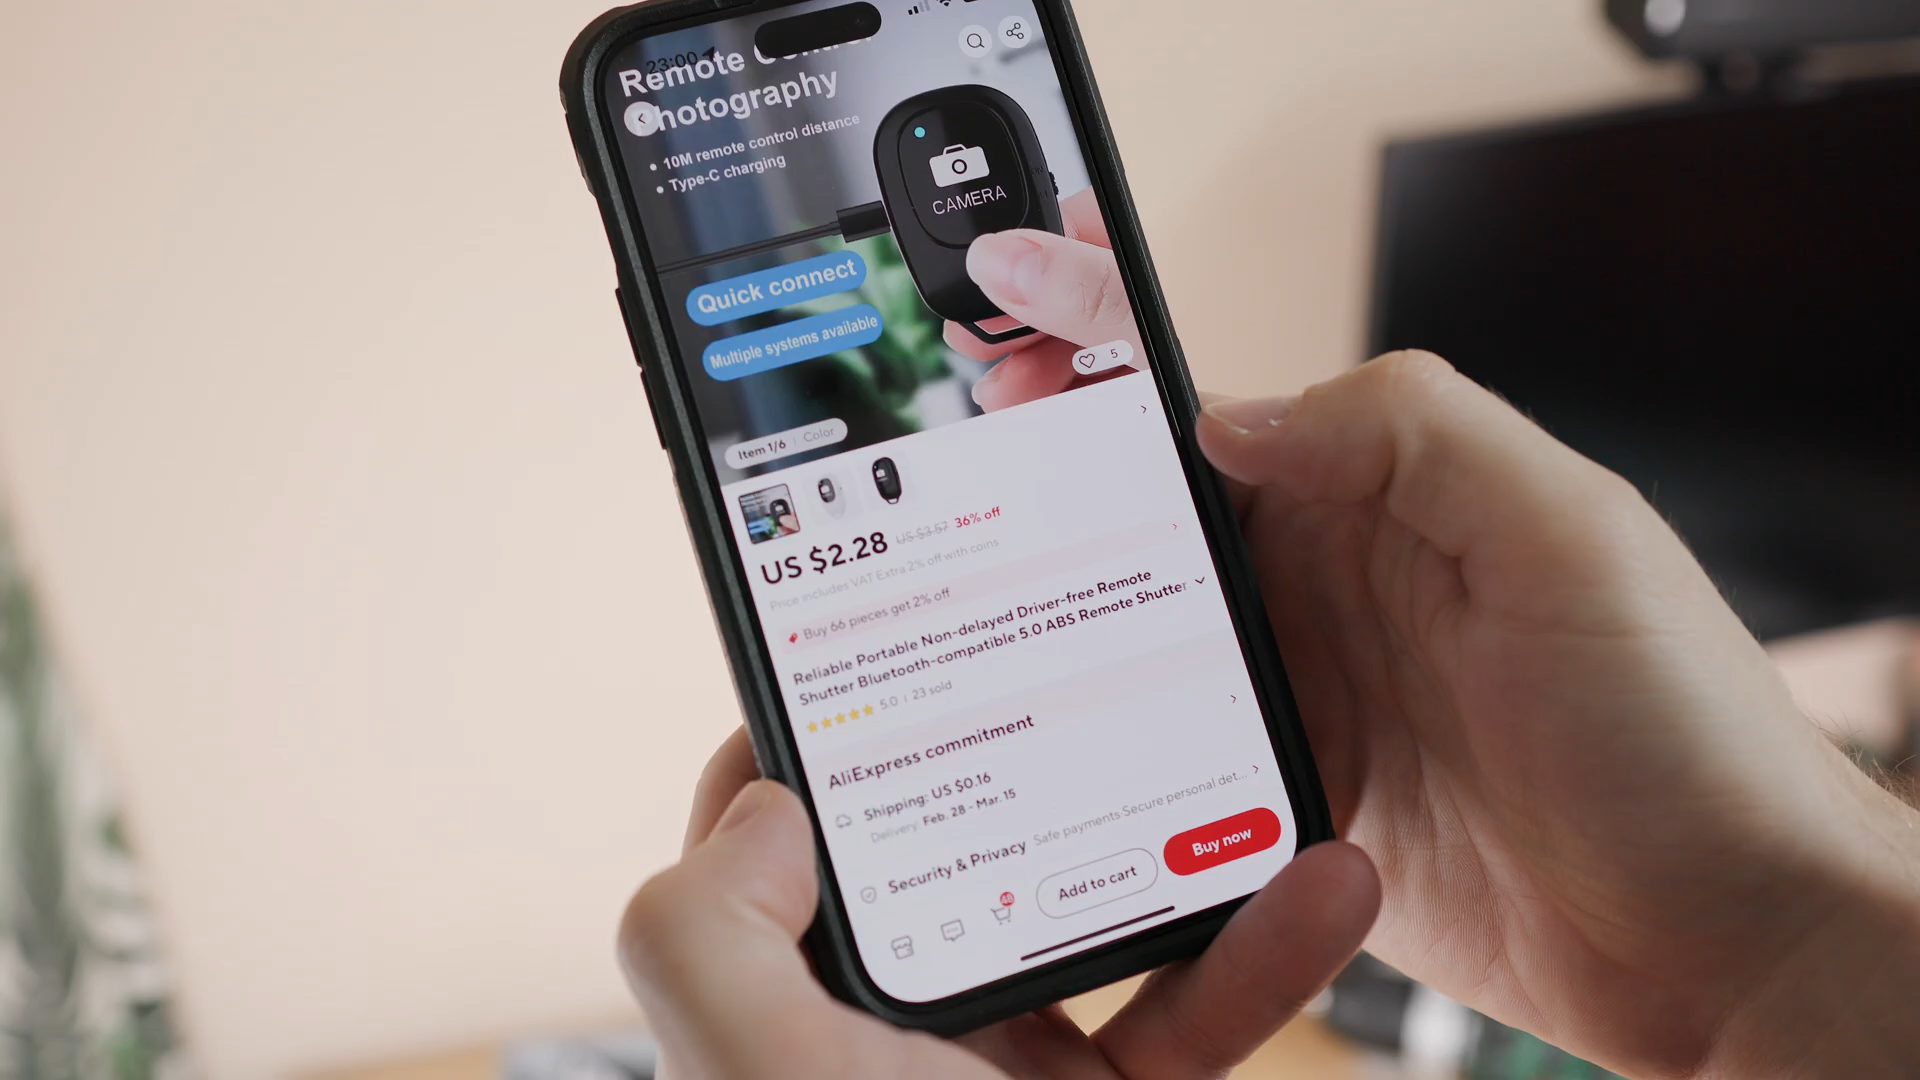 23:00
Remote Control
Photography
• 10M remote control distance
• Type-C charging
CAMERA
Quick connect
Multiple systems available
5
Item 1/6 | Color
US $2.28 US $3.57 36% off
Price includes VAT Extra 2% off with coins
Buy 66 pieces get 2% off
Reliable Portable Non-delayed Driver-free Remote
Shutter Bluetooth-compatible 5.0 ABS Remote Shutter
5.0 | 23 sold
AliExpress commitment
Shipping: US $0.16
Delivery: Feb. 28 - Mar. 15
Security & Privacy Safe payments Secure personal det...
Add to cart
Buy now